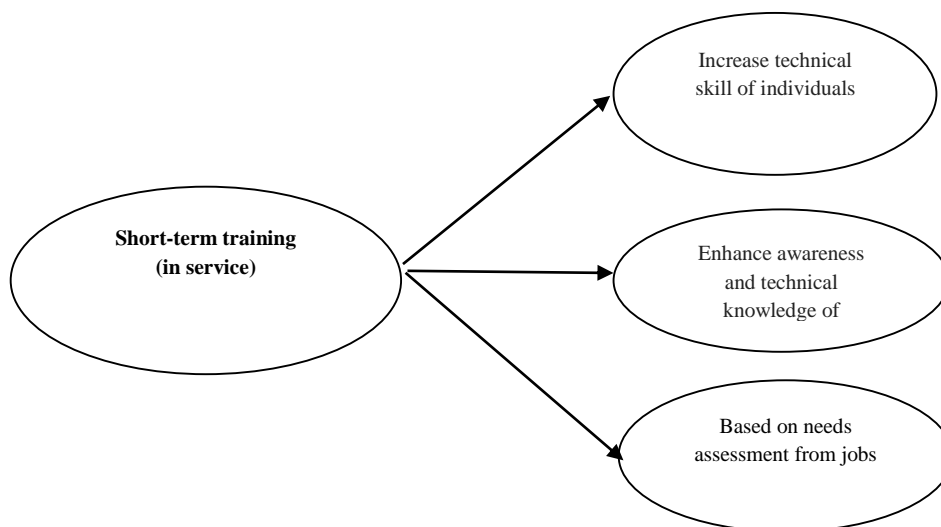 Increase technical
skill of individuals
Short-term training
(in service)
Enhance awareness
and technical
knowledge of
Based on needs
assessment from jobs